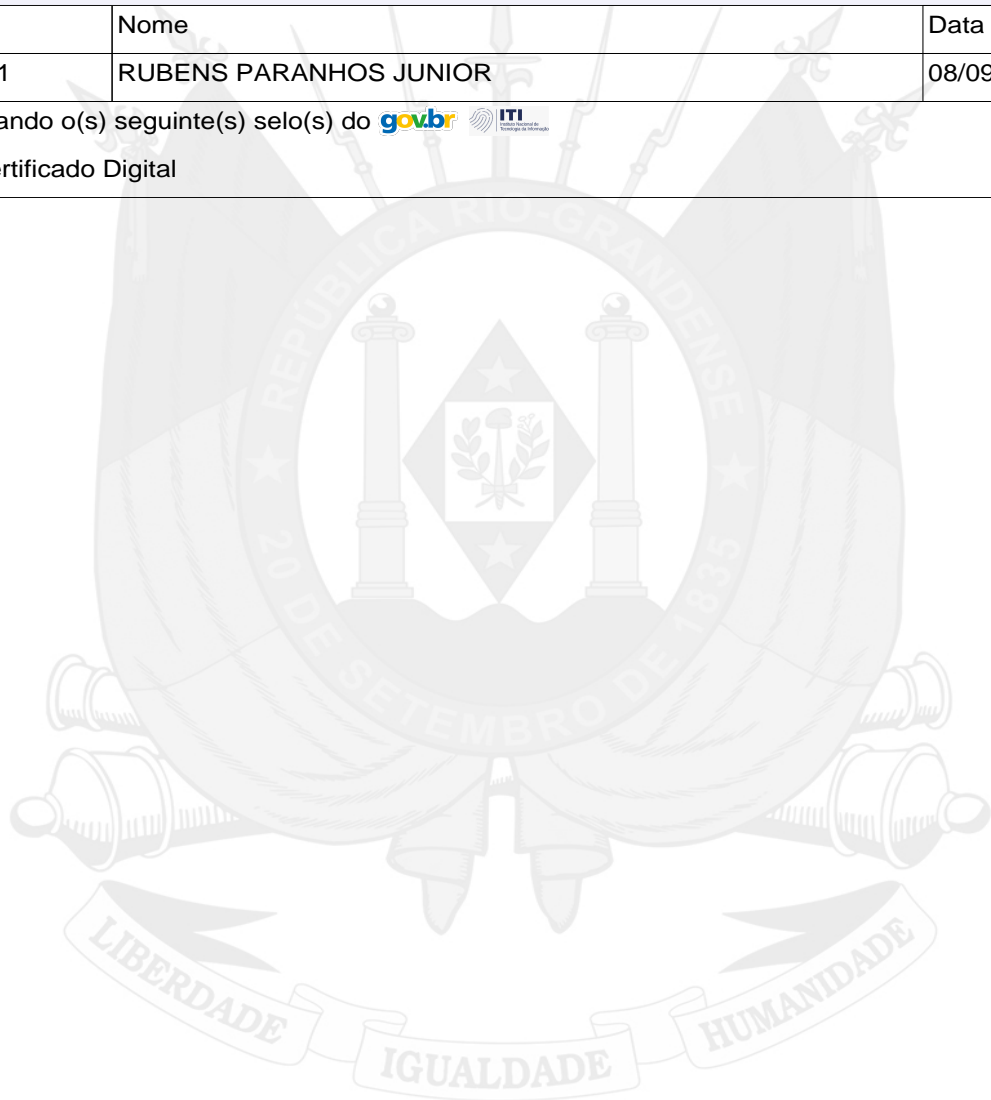 Nome Data
1 RUBENS PARANHOS JUNIOR 08/09
ando o(s) seguinte(s) selo(s) do gov.br ITI
rtificado Digital
REPÚBLICA RIO-GRANDENSE
20 DE SETEMBRO DE 1835
LIBERDADE IGUALDADE HUMANIDADE